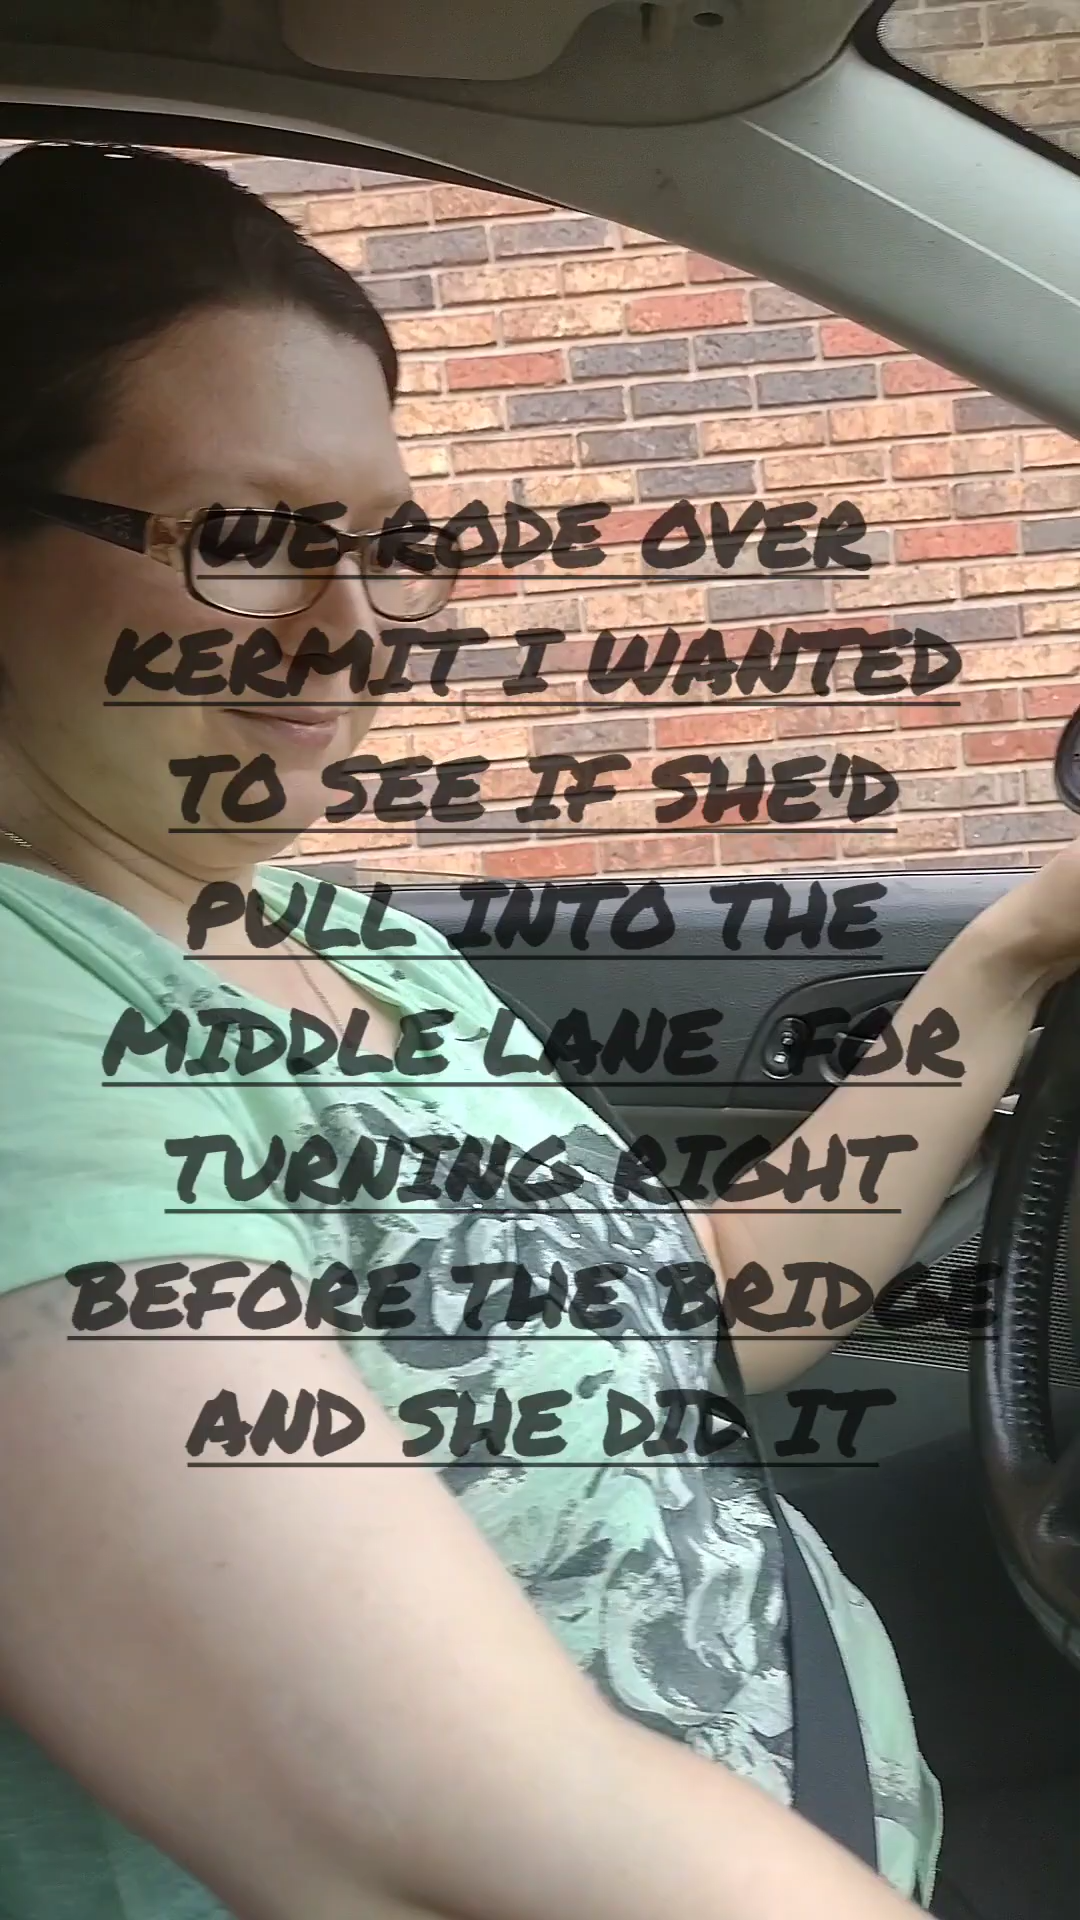 WE RODE OVER
KERMIT I WANTED
TO SEE IF SHE'D
PULL INTO THE
MIDDLE LANE FOR
TURNING RIGHT
BEFORE THE BRIDGE
AND SHE DID IT